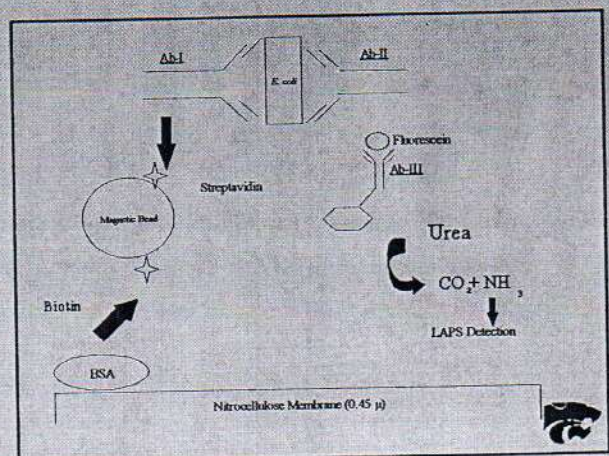 Ab-I
Ab-II
E. coli
Fluorescein
Ab-III
Streptavidin
Magnetic Bead
Urea
CO2 + NH3
Biotin
LAPS Detection
BSA
Nitrocellulose Membrane (0.45 µ)